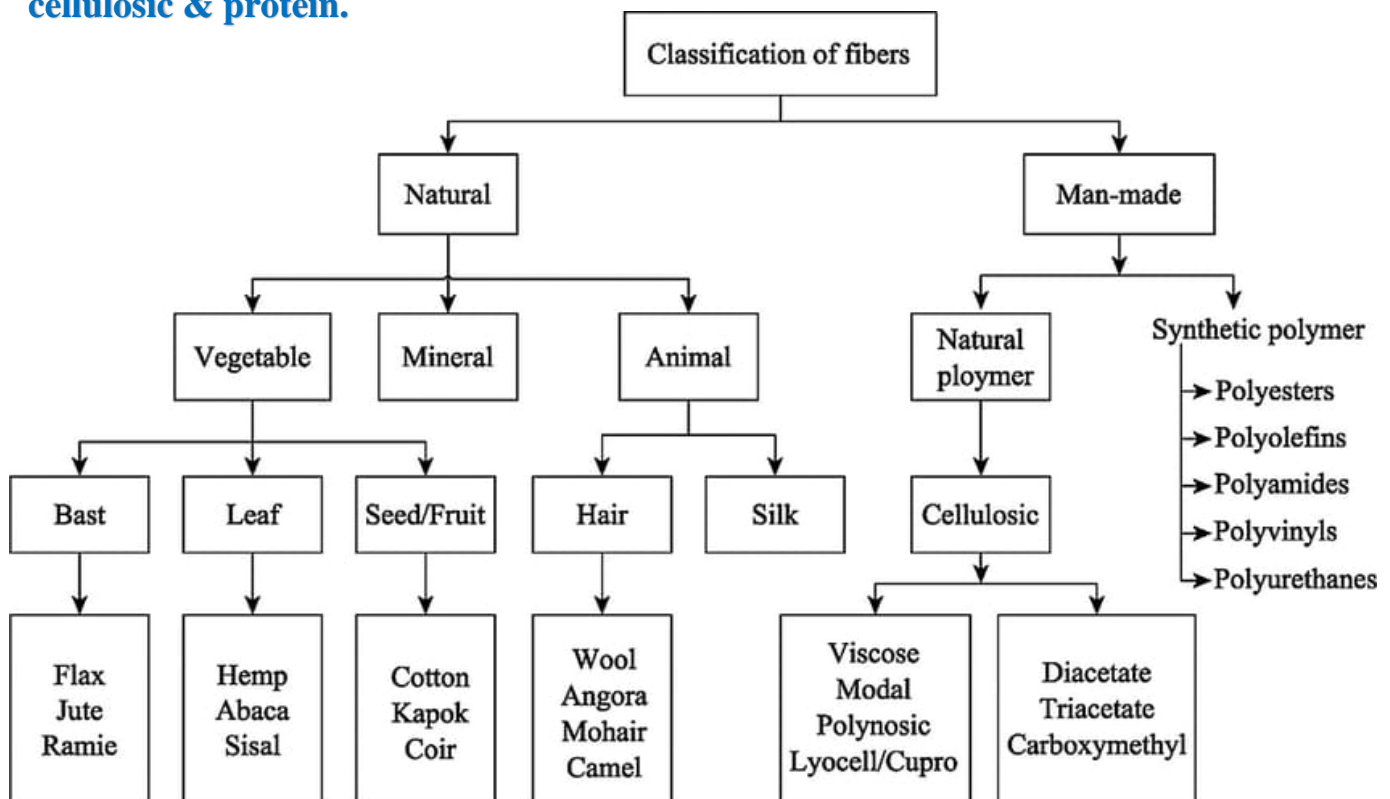 cellulosic & protein.
Classification of fibers
Natural
Man-made
Vegetable
Mineral
Animal
Natural
ploymer
Synthetic polymer
Polyesters
Polyolefins
Polyamides
Polyvinyls
Polyurethanes
Bast
Leaf
Seed/Fruit
Hair
Silk
Cellulosic
Flax
Jute
Ramie
Hemp
Abaca
Sisal
Cotton
Kapok
Coir
Wool
Angora
Mohair
Camel
Viscose
Modal
Polynosic
Lyocell/Cupro
Diacetate
Triacetate
Carboxymethyl